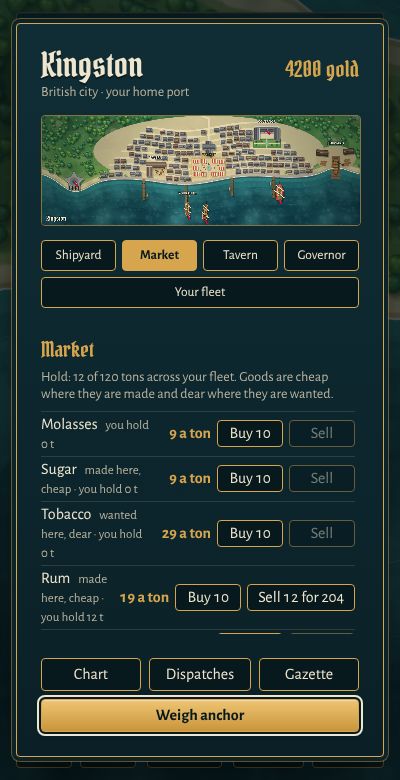 Kingston
4200 gold
British city · your home port
Kingston
Shipyard
Market
Tavern
Governor
Your fleet
Market
Hold: 12 of 120 tons across your fleet. Goods are cheap
where they are made and dear where they are wanted.
Molasses you hold
0 t
9 a ton
Buy 10
Sell
Sugar made here,
cheap · you hold 0 t
9 a ton
Buy 10
Sell
Tobacco wanted
here, dear · you hold
0 t
29 a ton
Buy 10
Sell
Rum made
here, cheap ·
you hold 12 t
19 a ton
Buy 10
Sell 12 for 204
Chart
Dispatches
Gazette
Weigh anchor